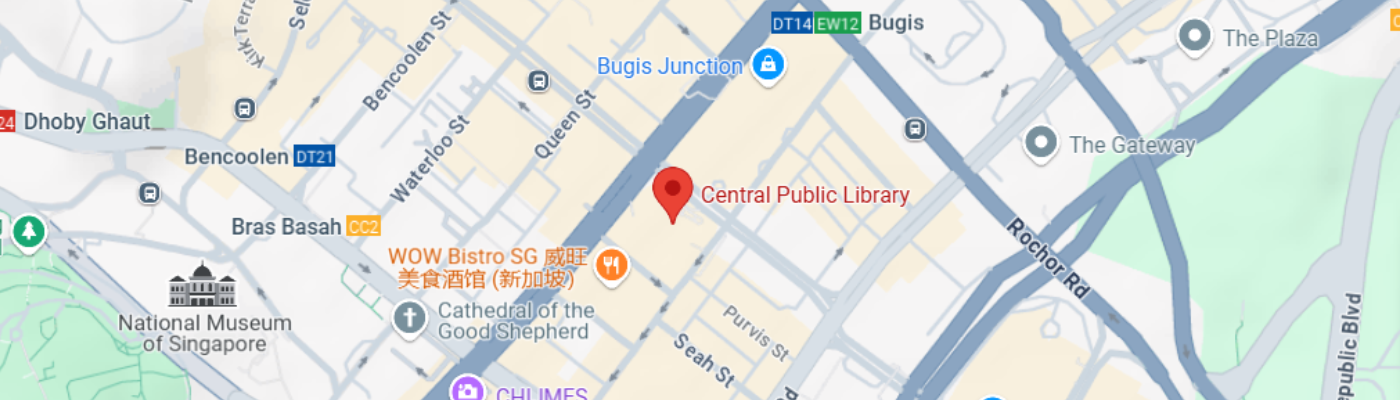 DT14 EW12 Bugis
Kirk Terra
Sel
Bencoolen St
Bugis Junction
The Plaza
24 Dhoby Ghaut
Queen St
Waterloo St
Bencoolen DT21
The Gateway
Central Public Library
Bras Basah CC2
WOW Bistro SG 威旺
美食酒馆 (新加坡)
Rochor Rd
Cathedral of the
Good Shepherd
National Museum
of Singapore
Purvis St
Seah St
epublic Blvd
CHIJMES